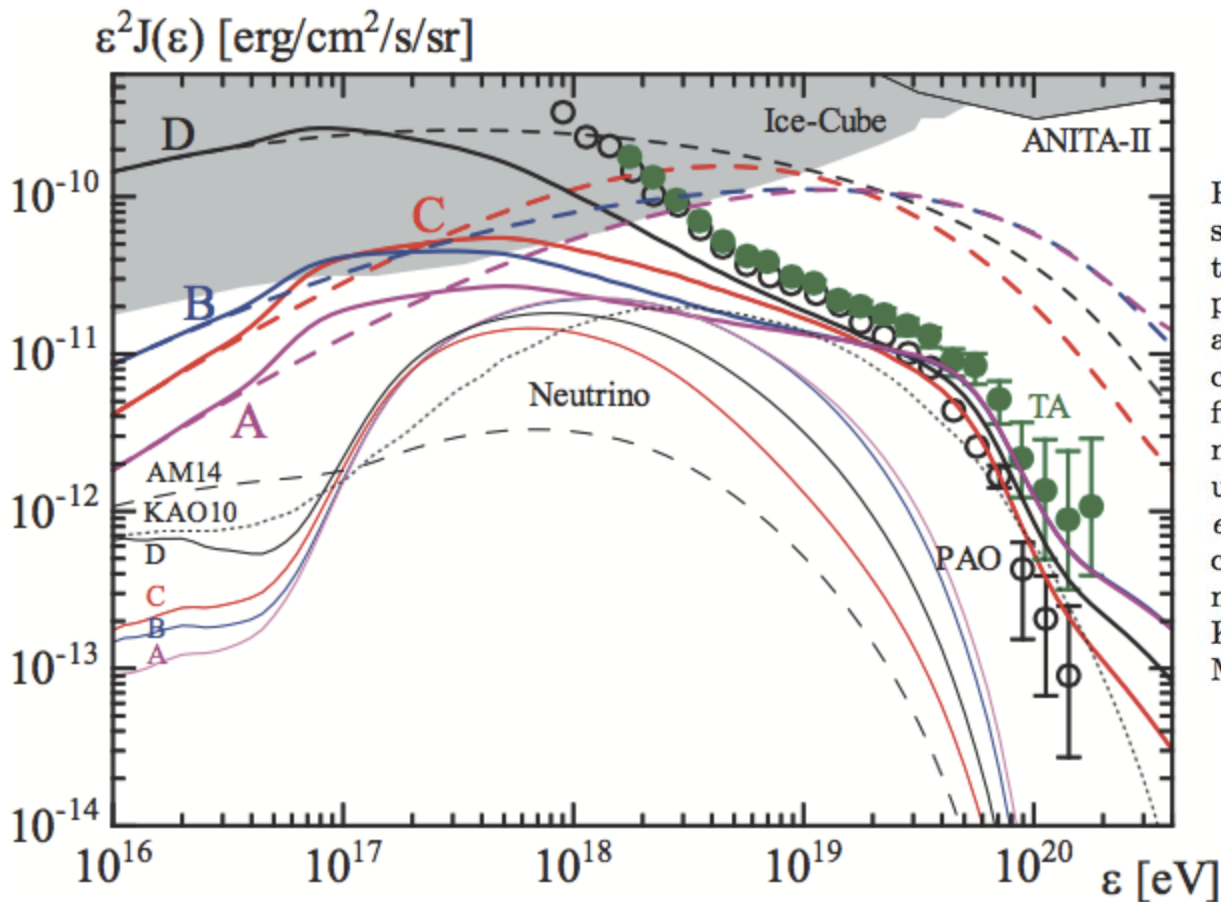 ε²J(ε) [erg/cm²/s/sr]
D
Ice-Cube
ANITA-II
10⁻¹⁰
C
B
10⁻¹¹
A
Neutrino
TA
AM14
10⁻¹²
KAO10
D
PAO
C
B
A
10⁻¹³
10⁻¹⁴
10¹⁶ 10¹⁷ 10¹⁸ 10¹⁹ 10²⁰ ε [eV]